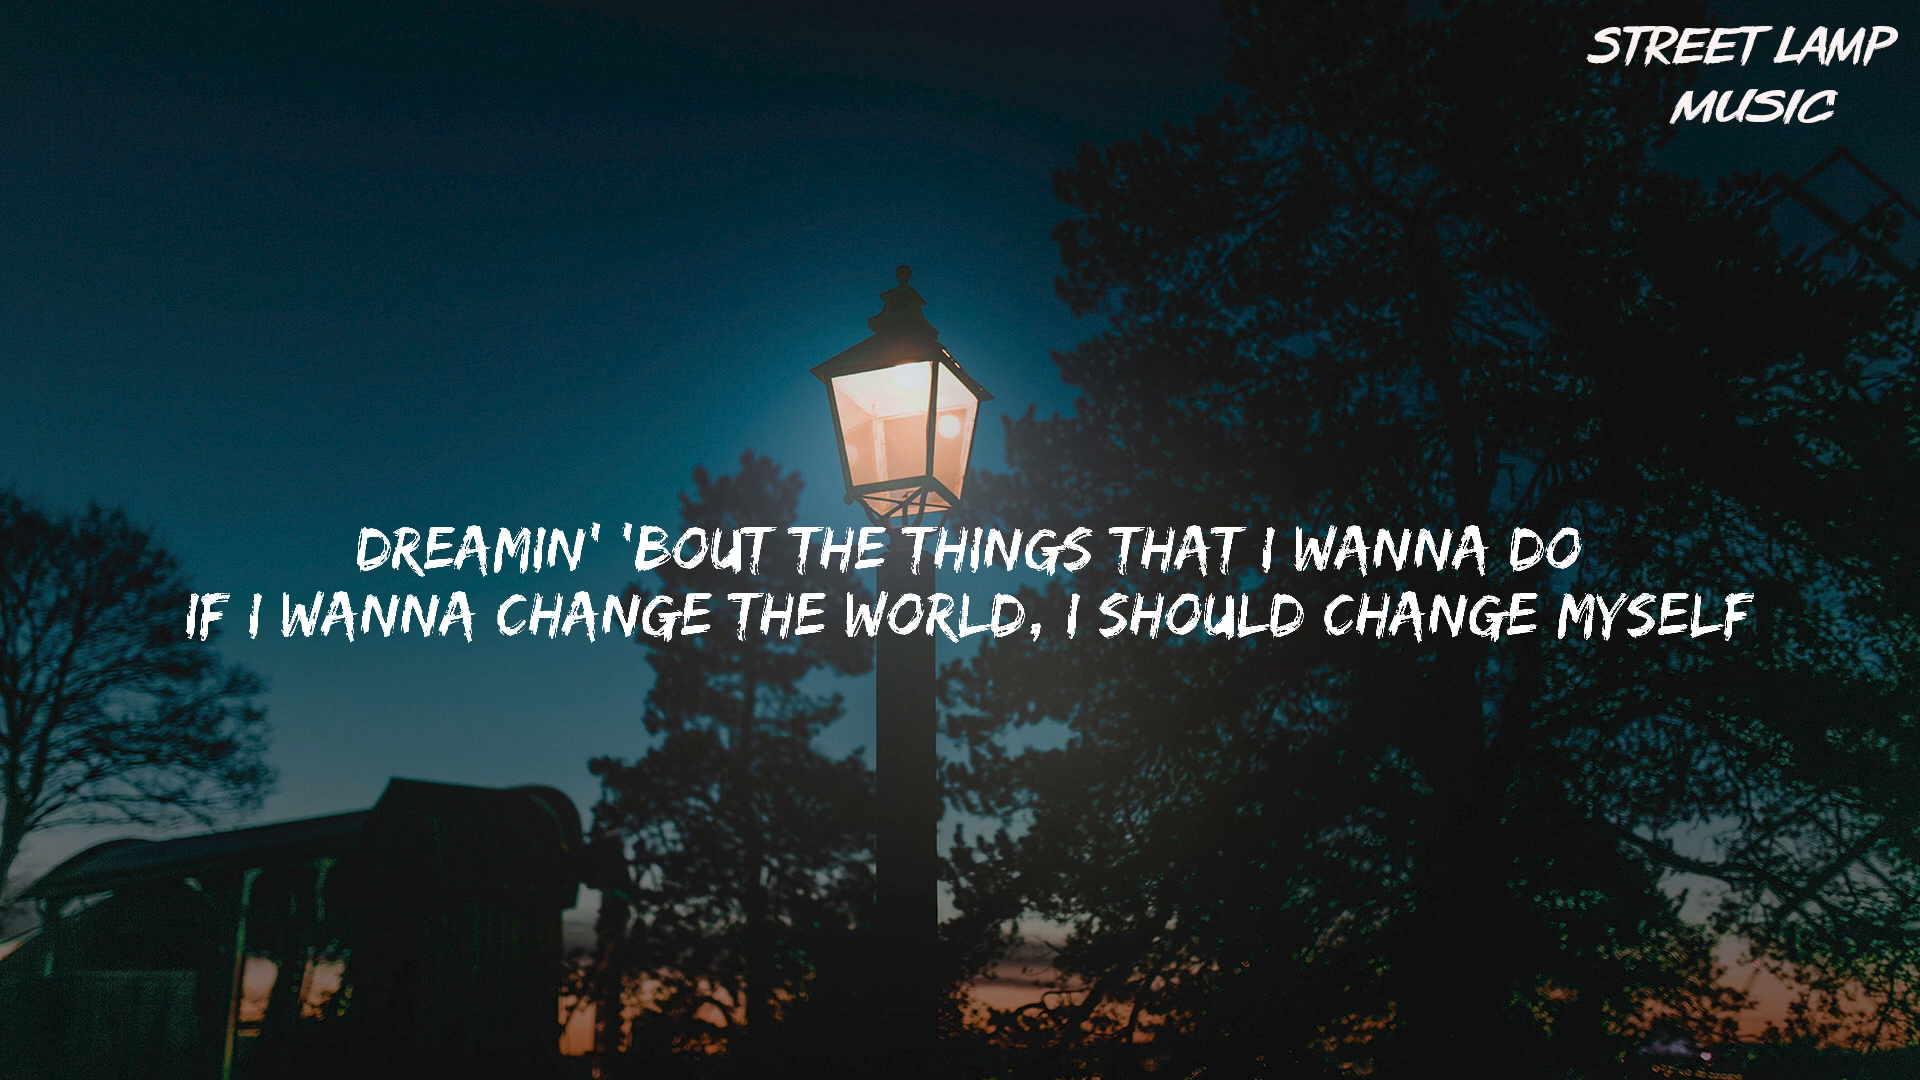 STREET LAMP
MUSIC
DREAMIN' 'BOUT THE THINGS THAT I WANNA DO
IF I WANNA CHANGE THE WORLD, I SHOULD CHANGE MYSELF